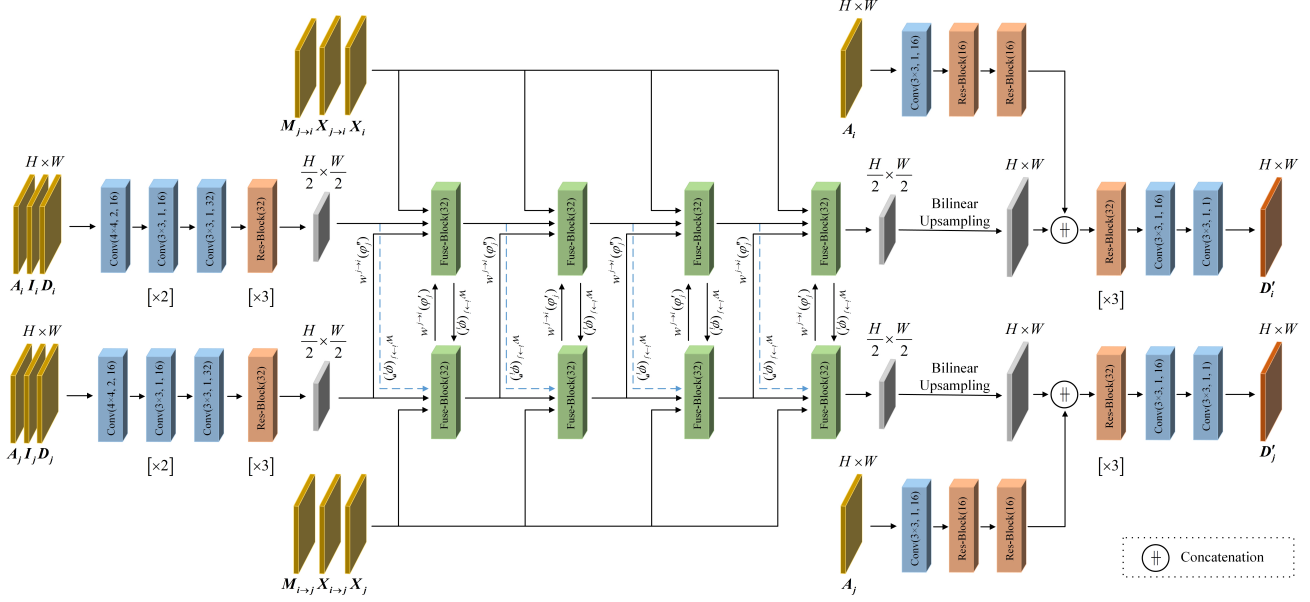 H×W
H×W
M_{j→i} X_{j→i} X_i
A_i
Conv(3×3, 1, 16)
Res-Block(16)
Res-Block(16)
H×W
A_i I_i D_i
Conv(4×4, 2, 16)
Conv(3×3, 1, 16)
[×2]
Conv(3×3, 1, 32)
Res-Block(32)
[×3]
H/2 × W/2
Fuse-Block(32)
Fuse-Block(32)
Fuse-Block(32)
Fuse-Block(32)
H/2 × W/2
Bilinear
Upsampling
H×W
Res-Block(32)
[×3]
Conv(3×3, 1, 16)
Conv(3×3, 1, 1)
H×W
D′_i
H×W
A_j I_j D_j
Conv(4×4, 2, 16)
Conv(3×3, 1, 16)
[×2]
Conv(3×3, 1, 32)
Res-Block(32)
[×3]
H/2 × W/2
Fuse-Block(32)
Fuse-Block(32)
Fuse-Block(32)
Fuse-Block(32)
H/2 × W/2
Bilinear
Upsampling
H×W
Res-Block(32)
[×3]
Conv(3×3, 1, 16)
Conv(3×3, 1, 1)
H×W
D′_j
M_{i→j} X_{i→j} X_j
H×W
A_j
Conv(3×3, 1, 16)
Res-Block(16)
Res-Block(16)
Concatenation